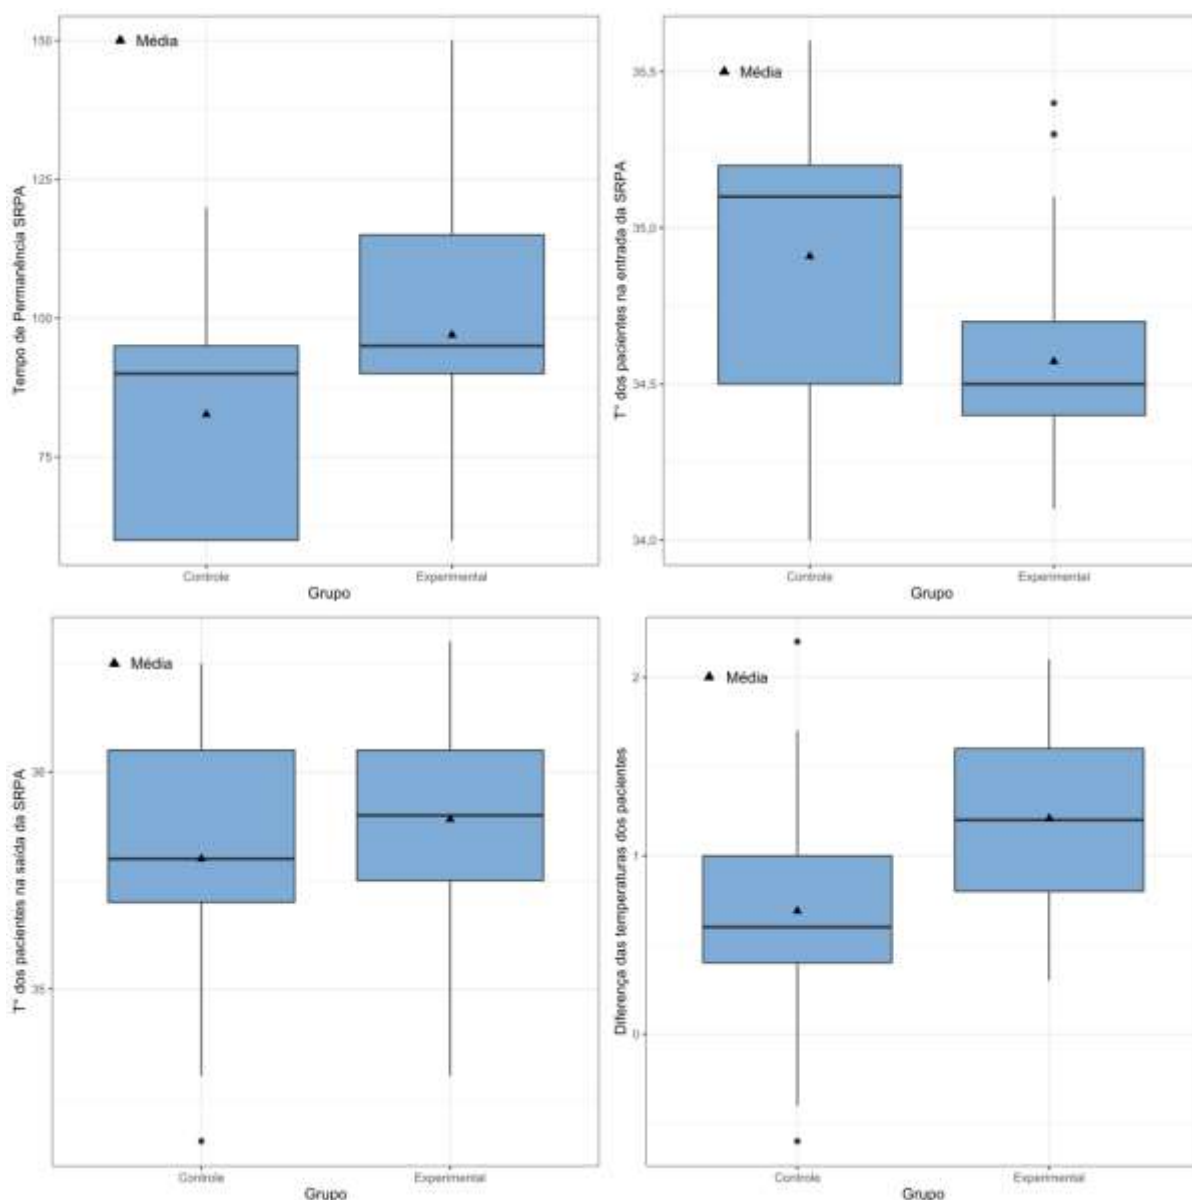 Tempo de Permanência SRPA
150
125
100
75
▲ Média
Controle
Experimental
Grupo
T° dos pacientes na entrada da SRPA
35,5
35,0
34,5
34,0
▲ Média
Controle
Experimental
Grupo
T° dos pacientes na saída da SRPA
36
35
▲ Média
Controle
Experimental
Grupo
Diferença das temperaturas dos pacientes
2
1
0
▲ Média
Controle
Experimental
Grupo